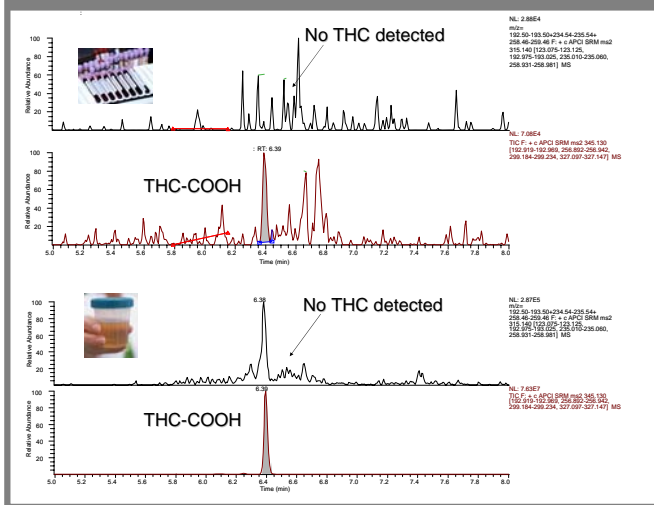 No THC detected
NL: 2.88E4
m/z=
192.50-193.50+234.54-235.54+
258.46-259.46 F: + c APCI SRM ms2
315.140 [123.075-123.125,
192.975-193.025, 235.010-235.060,
258.931-258.981] MS
Relative Abundance
100
80
60
40
20
NL: 7.08E4
TIC F: + c APCI SRM ms2 345.130
[192.919-192.969, 256.892-256.942,
299.184-299.234, 327.097-327.147] MS
RT: 6.39
THC-COOH
Relative Abundance
100
80
60
40
20
5.0 5.2 5.4 5.6 5.8 6.0 6.2 6.4 6.6 6.8 7.0 7.2 7.4 7.6 7.8 8.0
Time (min)
No THC detected
6.38
NL: 2.87E5
m/z=
192.50-193.50+234.54-235.54+
258.46-259.46 F: + c APCI SRM ms2
315.140 [123.075-123.125,
192.975-193.025, 235.010-235.060,
258.931-258.981] MS
Relative Abundance
100
80
60
40
20
0
NL: 7.63E7
TIC F: + c APCI SRM ms2 345.130
[192.919-192.969, 256.892-256.942,
299.184-299.234, 327.097-327.147] MS
6.39
THC-COOH
Relative Abundance
100
80
60
40
20
5.0 5.2 5.4 5.6 5.8 6.0 6.2 6.4 6.6 6.8 7.0 7.2 7.4 7.6 7.8 8.0
Time (min)